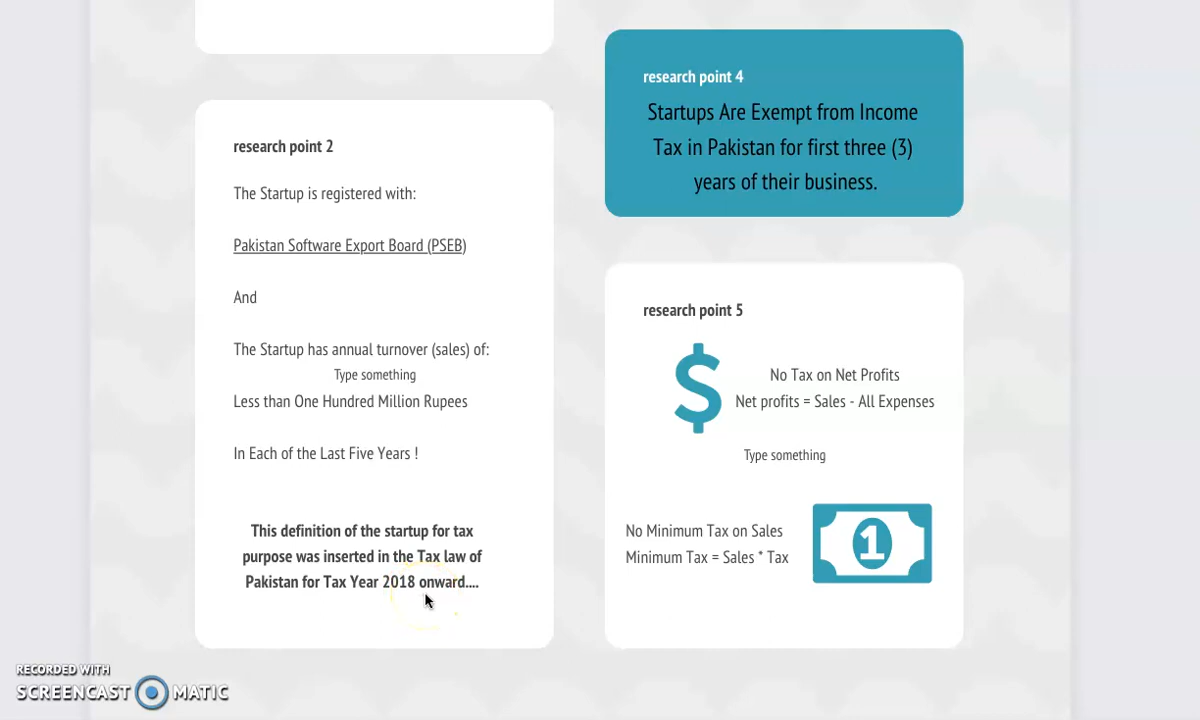 research point 2
The Startup is registered with:
Pakistan Software Export Board (PSEB)
And
The Startup has annual turnover (sales) of:
Type something
Less than One Hundred Million Rupees
In Each of the Last Five Years !
This definition of the startup for tax
purpose was inserted in the Tax law of
Pakistan for Tax Year 2018 onward....
research point 4
Startups Are Exempt from Income
Tax in Pakistan for first three (3)
years of their business.
research point 5
$
No Tax on Net Profits
Net profits = Sales - All Expenses
Type something
No Minimum Tax on Sales
Minimum Tax = Sales * Tax
1
RECORDED WITH
SCREENCAST MATIC